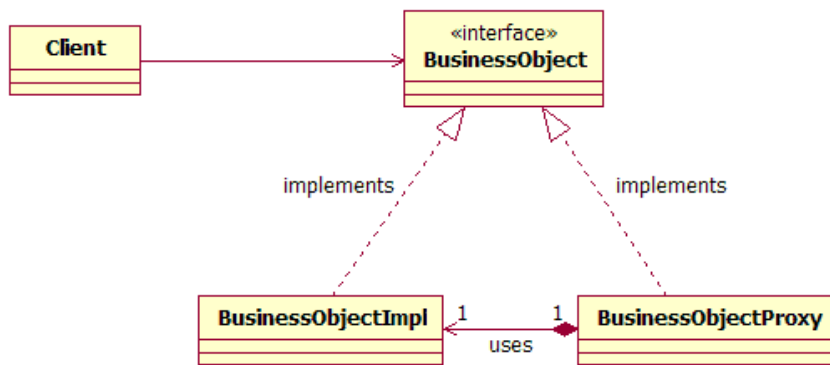 Client
«interface»
BusinessObject
implements
implements
BusinessObjectImpl
1
1
BusinessObjectProxy
uses